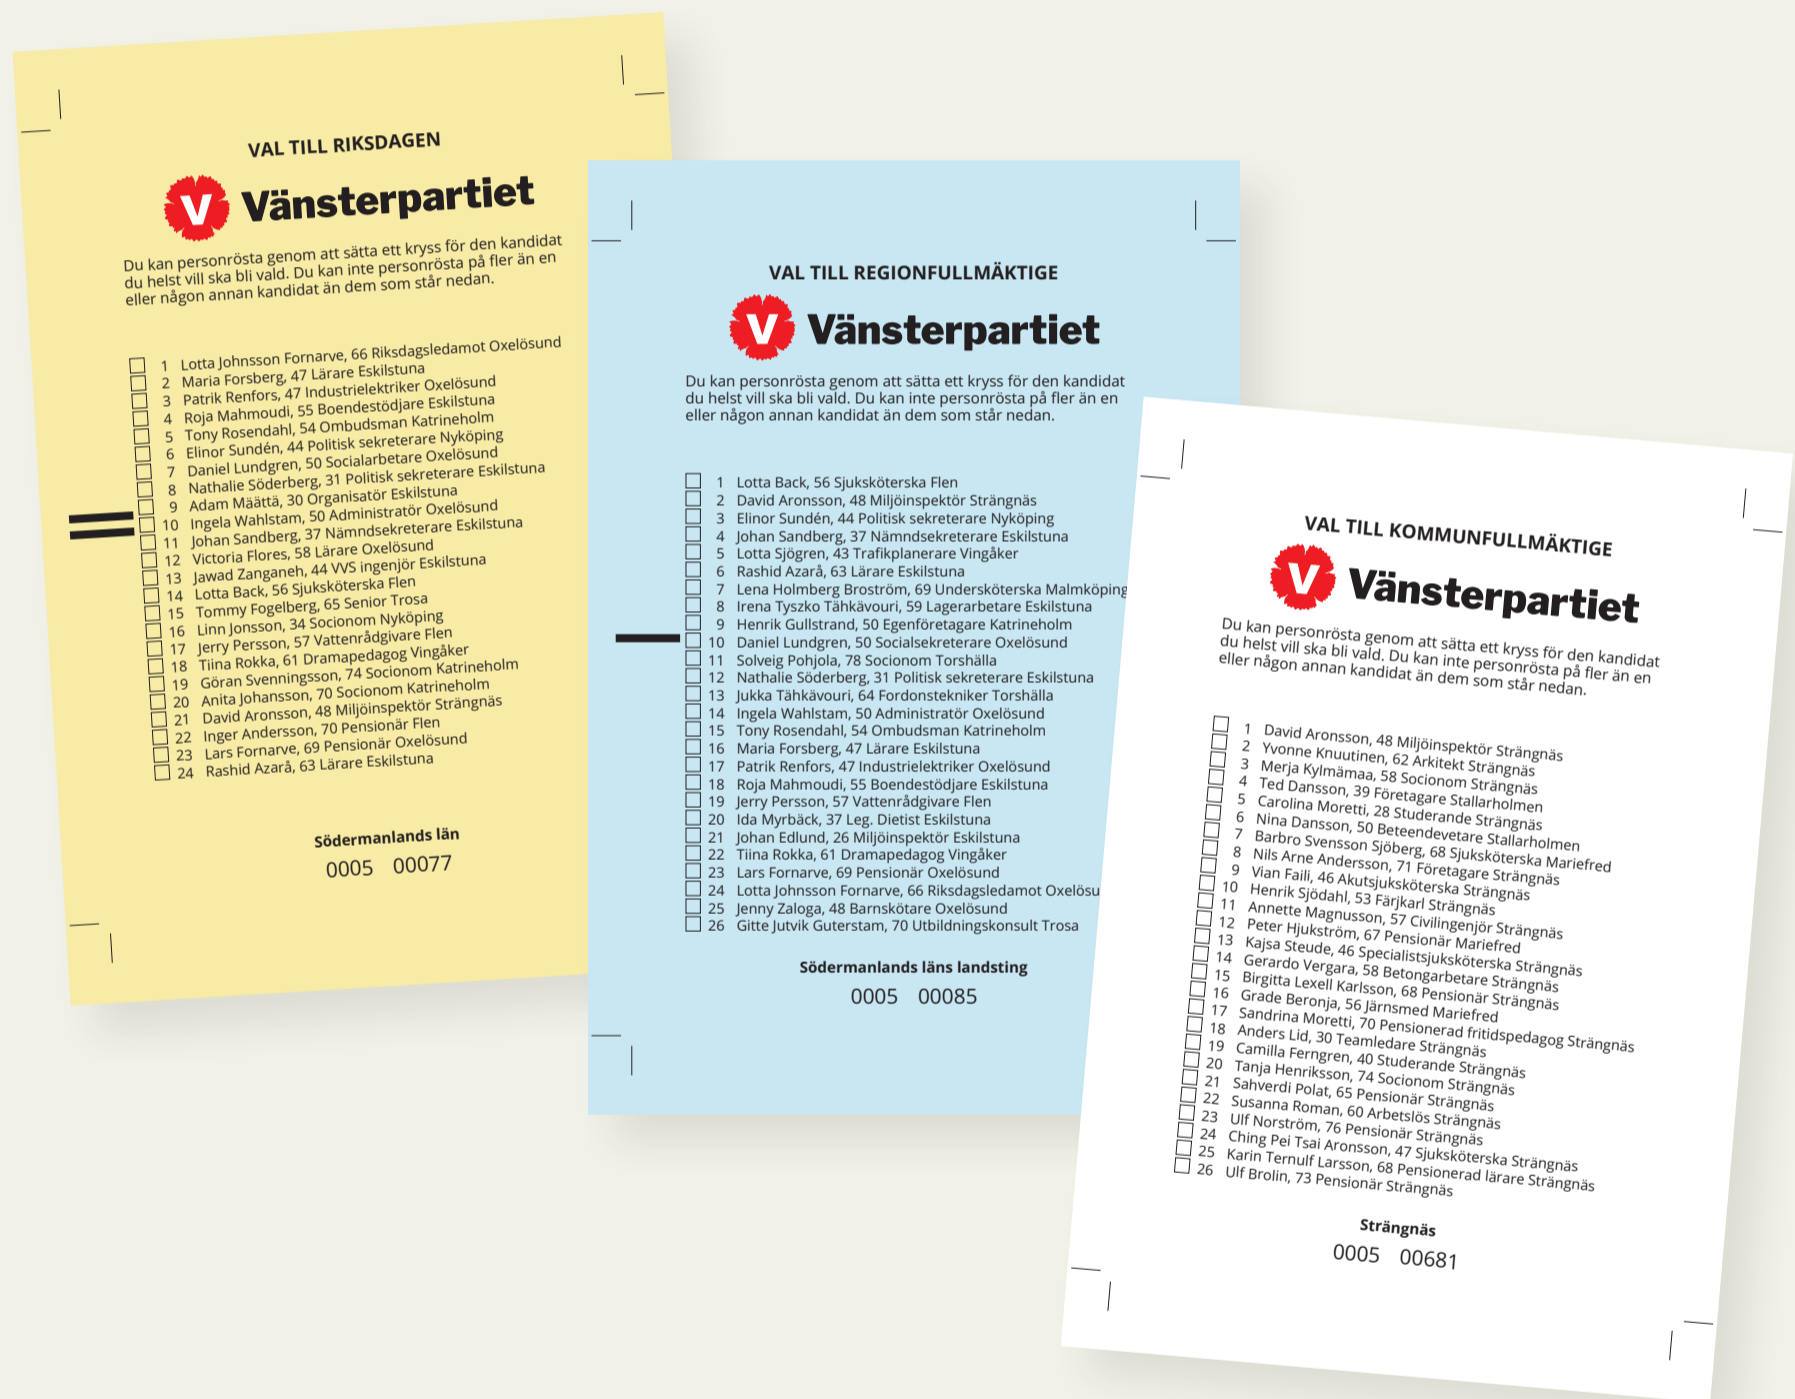 VAL TILL RIKSDAGEN
V Vänsterpartiet
Du kan personrösta genom att sätta ett kryss för den kandidat
du helst vill ska bli vald. Du kan inte personrösta på fler än en
eller någon annan kandidat än dem som står nedan.
1 Lotta Johnsson Fornarve, 66 Riksdagsledamot Oxelösund
2 Maria Forsberg, 47 Lärare Eskilstuna
3 Patrik Renfors, 47 Industrielektriker Oxelösund
4 Roja Mahmoudi, 55 Boendestödjare Eskilstuna
5 Tony Rosendahl, 54 Ombudsman Katrineholm
6 Elinor Sundén, 44 Politisk sekreterare Nyköping
7 Daniel Lundgren, 50 Socialarbetare Oxelösund
8 Nathalie Söderberg, 31 Politisk sekreterare Eskilstuna
9 Adam Määttä, 30 Organisatör Eskilstuna
10 Ingela Wahlstam, 50 Administratör Oxelösund
11 Johan Sandberg, 37 Nämndsekreterare Eskilstuna
12 Victoria Flores, 58 Lärare Oxelösund
13 Jawad Zanganeh, 44 VVS ingenjör Eskilstuna
14 Lotta Back, 56 Sjuksköterska Flen
15 Tommy Fogelberg, 65 Senior Trosa
16 Linn Jonsson, 34 Socionom Nyköping
17 Jerry Persson, 57 Vattenrådgivare Flen
18 Tiina Rokka, 61 Dramapedagog Vingåker
19 Göran Svenningsson, 74 Socionom Katrineholm
20 Anita Johansson, 70 Socionom Katrineholm
21 David Aronsson, 48 Miljöinspektör Strängnäs
22 Inger Andersson, 70 Pensionär Flen
23 Lars Fornarve, 69 Pensionär Oxelösund
24 Rashid Azarå, 63 Lärare Eskilstuna
Södermanlands län
0005 00077
VAL TILL REGIONFULLMÄKTIGE
V Vänsterpartiet
Du kan personrösta genom att sätta ett kryss för den kandidat
du helst vill ska bli vald. Du kan inte personrösta på fler än en
eller någon annan kandidat än dem som står nedan.
1 Lotta Back, 56 Sjuksköterska Flen
2 David Aronsson, 48 Miljöinspektör Strängnäs
3 Elinor Sundén, 44 Politisk sekreterare Nyköping
4 Johan Sandberg, 37 Nämndsekreterare Eskilstuna
5 Lotta Sjögren, 43 Trafikplanerare Vingåker
6 Rashid Azarå, 63 Lärare Eskilstuna
7 Lena Holmberg Broström, 69 Undersköterska Malmköping
8 Irena Tyszko Tähkävouri, 59 Lagerarbetare Eskilstuna
9 Henrik Gullstrand, 50 Egenföretagare Katrineholm
10 Daniel Lundgren, 50 Socialsekreterare Oxelösund
11 Solveig Pohjola, 78 Socionom Torshälla
12 Nathalie Söderberg, 31 Politisk sekreterare Eskilstuna
13 Jukka Tähkävouri, 64 Fordonstekniker Torshälla
14 Ingela Wahlstam, 50 Administratör Oxelösund
15 Tony Rosendahl, 54 Ombudsman Katrineholm
16 Maria Forsberg, 47 Lärare Eskilstuna
17 Patrik Renfors, 47 Industrielektriker Oxelösund
18 Roja Mahmoudi, 55 Boendestödjare Eskilstuna
19 Jerry Persson, 57 Vattenrådgivare Flen
20 Ida Myrbäck, 37 Leg. Dietist Eskilstuna
21 Johan Edlund, 26 Miljöinspektör Eskilstuna
22 Tiina Rokka, 61 Dramapedagog Vingåker
23 Lars Fornarve, 69 Pensionär Oxelösund
24 Lotta Johnsson Fornarve, 66 Riksdagsledamot Oxelösu
25 Jenny Zaloga, 48 Barnskötare Oxelösund
26 Gitte Jutvik Guterstam, 70 Utbildningskonsult Trosa
Södermanlands läns landsting
0005 00085
VAL TILL KOMMUNFULLMÄKTIGE
V Vänsterpartiet
Du kan personrösta genom att sätta ett kryss för den kandidat
du helst vill ska bli vald. Du kan inte personrösta på fler än en
eller någon annan kandidat än dem som står nedan.
1 David Aronsson, 48 Miljöinspektör Strängnäs
2 Yvonne Knuutinen, 62 Arkitekt Strängnäs
3 Merja Kylmämaa, 58 Socionom Strängnäs
4 Ted Dansson, 39 Företagare Stallarholmen
5 Carolina Moretti, 28 Studerande Strängnäs
6 Nina Dansson, 50 Beteendevetare Stallarholmen
7 Barbro Svensson Sjöberg, 68 Sjuksköterska Mariefred
8 Nils Arne Andersson, 71 Företagare Strängnäs
9 Vian Faili, 46 Akutsjuksköterska Strängnäs
10 Henrik Sjödahl, 53 Färjkarl Strängnäs
11 Annette Magnusson, 57 Civilingenjör Strängnäs
12 Peter Hjukström, 67 Pensionär Mariefred
13 Kajsa Steude, 46 Specialistsjuksköterska Strängnäs
14 Gerardo Vergara, 58 Betongarbetare Strängnäs
15 Birgitta Lexell Karlsson, 68 Pensionär Strängnäs
16 Grade Beronja, 56 Järnsmed Mariefred
17 Sandrina Moretti, 70 Pensionerad fritidspedagog Strängnäs
18 Anders Lid, 30 Teamledare Strängnäs
19 Camilla Ferngren, 40 Studerande Strängnäs
20 Tanja Henriksson, 74 Socionom Strängnäs
21 Sahverdi Polat, 65 Pensionär Strängnäs
22 Susanna Roman, 60 Arbetslös Strängnäs
23 Ulf Norström, 76 Pensionär Strängnäs
24 Ching Pei Tsai Aronsson, 47 Sjuksköterska Strängnäs
25 Karin Ternulf Larsson, 68 Pensionerad lärare Strängnäs
26 Ulf Brolin, 73 Pensionär Strängnäs
Strängnäs
0005 00681